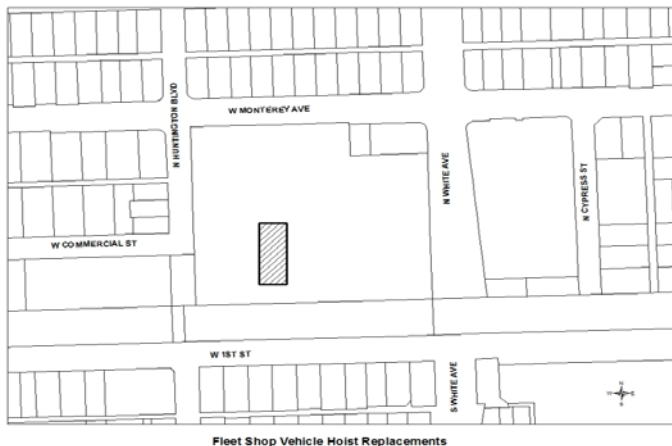 W MONTEREY AVE
N HUNTINGTON BLVD
N WHITE AVE
N CYPRESS ST
W COMMERCIAL ST
W 1ST ST
S WHITE AVE
Fleet Shop Vehicle Hoist Replacements